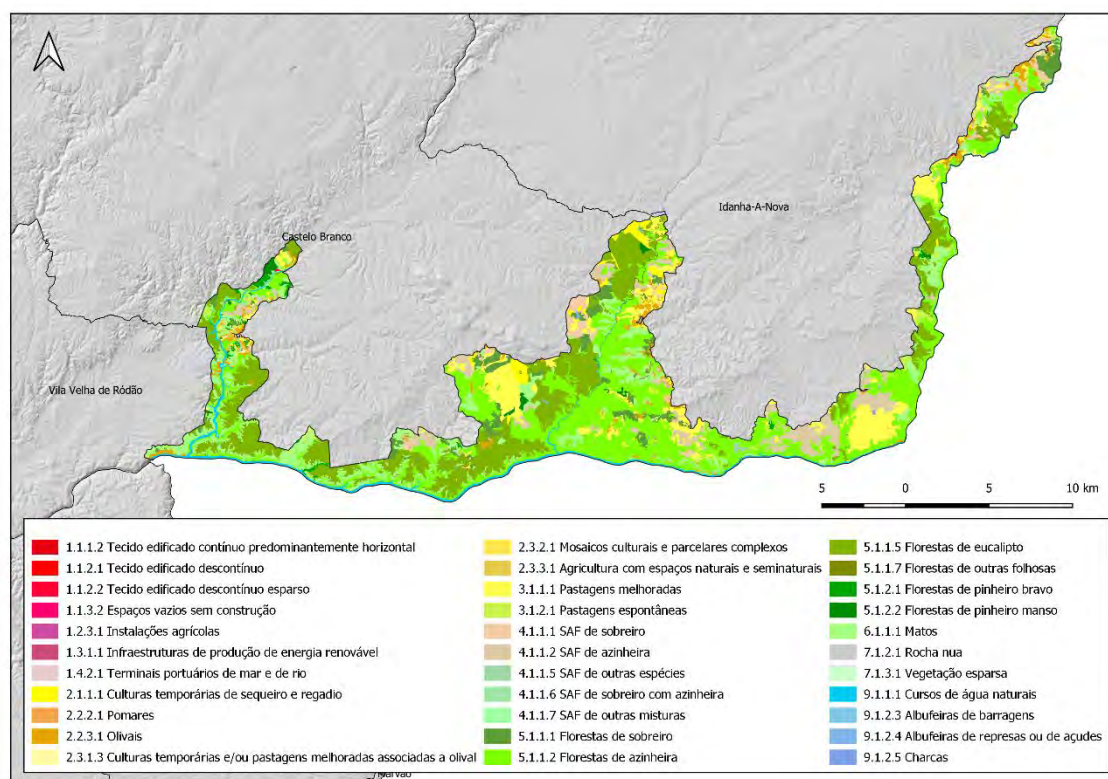 Idanha-A-Nova
Castelo Branco
Vila Velha de Ródão
5 0 5 10 km
1.1.1.2 Tecido edificado contínuo predominantemente horizontal
1.1.2.1 Tecido edificado descontínuo
1.1.2.2 Tecido edificado descontínuo esparso
1.1.3.2 Espaços vazios sem construção
1.2.3.1 Instalações agrícolas
1.3.1.1 Infraestruturas de produção de energia renovável
1.4.2.1 Terminais portuários de mar e de rio
2.1.1.1 Culturas temporárias de sequeiro e regadio
2.2.2.1 Pomares
2.2.3.1 Olivais
2.3.1.3 Culturas temporárias e/ou pastagens melhoradas associadas a olival
2.3.2.1 Mosaicos culturais e parcelares complexos
2.3.3.1 Agricultura com espaços naturais e seminaturais
3.1.1.1 Pastagens melhoradas
3.1.2.1 Pastagens espontâneas
4.1.1.1 SAF de sobreiro
4.1.1.2 SAF de azinheira
4.1.1.5 SAF de outras espécies
4.1.1.6 SAF de sobreiro com azinheira
4.1.1.7 SAF de outras misturas
5.1.1.1 Florestas de sobreiro
5.1.1.2 Florestas de azinheira
5.1.1.5 Florestas de eucalipto
5.1.1.7 Florestas de outras folhosas
5.1.2.1 Florestas de pinheiro bravo
5.1.2.2 Florestas de pinheiro manso
6.1.1.1 Matos
7.1.2.1 Rocha nua
7.1.3.1 Vegetação esparsa
9.1.1.1 Cursos de água naturais
9.1.2.3 Albufeiras de barragens
9.1.2.4 Albufeiras de represas ou de açudes
9.1.2.5 Charcas